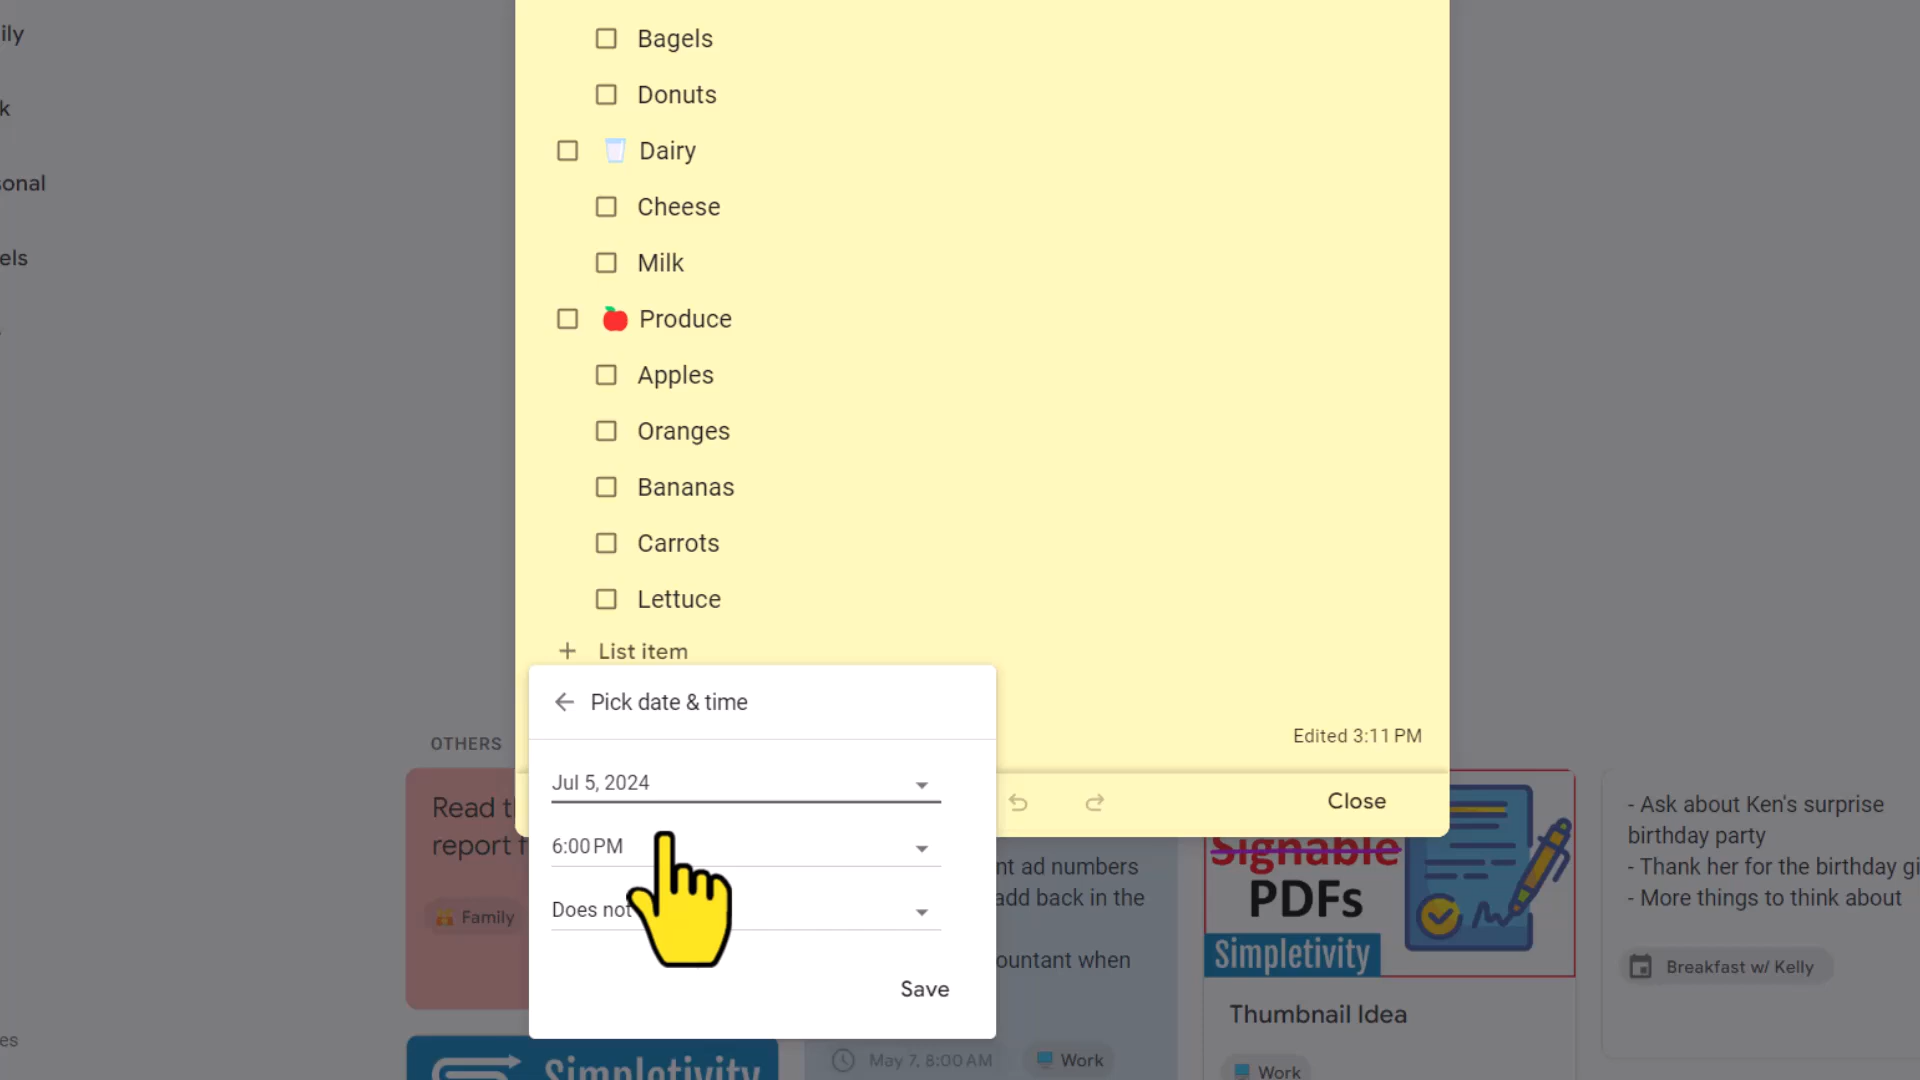 ily
k
onal
els
Bagels
Donuts
Dairy
Cheese
Milk
Produce
Apples
Oranges
Bananas
Carrots
Lettuce
+ List item
Pick date & time
Jul 5, 2024
6:00 PM
Does not
Save
Edited 3:11 PM
Close
OTHERS
Read t
report
Family
Simpletivity
nt ad numbers
add back in the
ountant when
May 7, 8:00 AM
Work
Signable
PDFs
Simpletivity
Thumbnail Idea
Work
- Ask about Ken's surprise
birthday party
- Thank her for the birthday gi
- More things to think about
Breakfast w/ Kelly
es